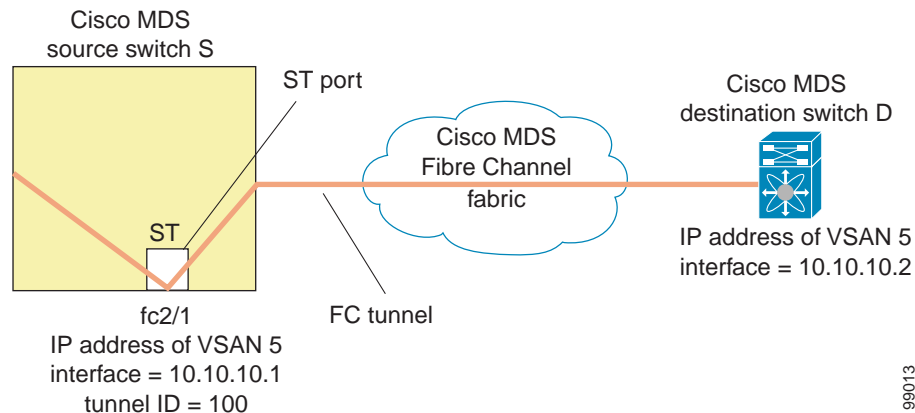 Cisco MDS
source switch S
ST port
Cisco MDS
Fibre Channel
fabric
Cisco MDS
destination switch D
ST
IP address of VSAN 5
interface = 10.10.10.2
fc2/1
IP address of VSAN 5
interface = 10.10.10.1
tunnel ID = 100
FC tunnel
99013